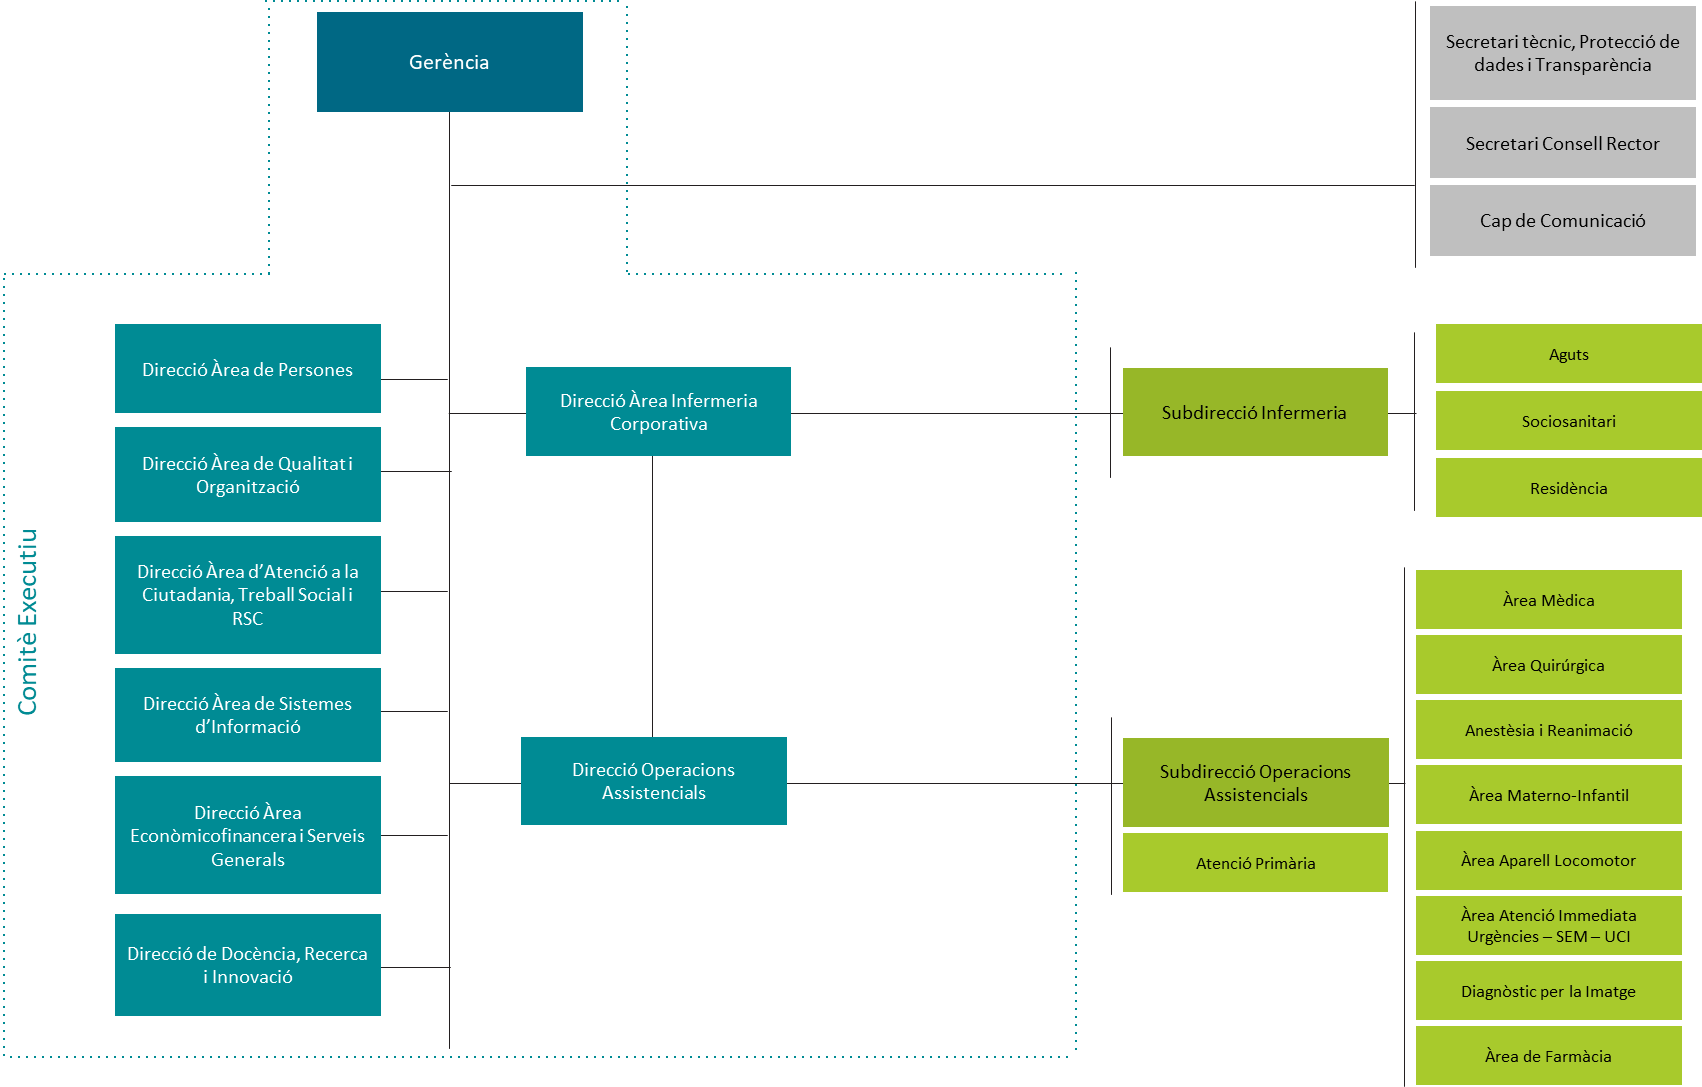 Gerència
Secretari tècnic, Protecció de
dades i Transparència
Secretari Consell Rector
Cap de Comunicació
Comitè Executiu
Direcció Àrea de Persones
Direcció Àrea de Qualitat i
Organització
Direcció Àrea d’Atenció a la
Ciutadania, Treball Social i
RSC
Direcció Àrea de Sistemes
d’Informació
Direcció Àrea
Econòmicofinancera i Serveis
Generals
Direcció de Docència, Recerca
i Innovació
Direcció Àrea Infermeria
Corporativa
Direcció Operacions
Assistencials
Subdirecció Infermeria
Aguts
Sociosanitari
Residència
Subdirecció Operacions
Assistencials
Atenció Primària
Àrea Mèdica
Àrea Quirúrgica
Anestèsia i Reanimació
Àrea Materno-Infantil
Àrea Aparell Locomotor
Àrea Atenció Immediata
Urgències – SEM – UCI
Diagnòstic per la Imatge
Àrea de Farmàcia